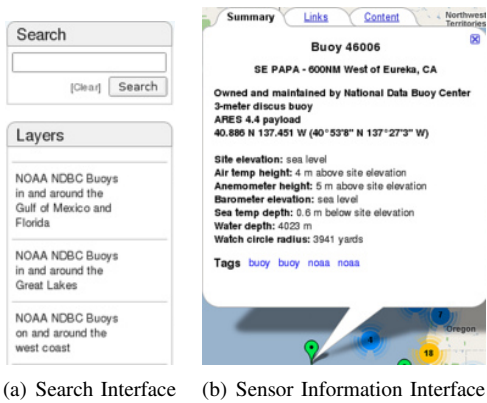 Search
[Clear] Search
Layers
NOAA NDBC Buoys
in and around the
Gulf of Mexico and
Florida
NOAA NDBC Buoys
in and around the
Great Lakes
NOAA NDBC Buoys
on and around the
west coast
(a) Search Interface
Summary Links Content
Northwest
Territories
Buoy 46006
SE PAPA - 600NM West of Eureka, CA
Owned and maintained by National Data Buoy Center
3-meter discus buoy
ARES 4.4 payload
40.886 N 137.451 W (40°53'8" N 137°27'3" W)
Site elevation: sea level
Air temp height: 4 m above site elevation
Anemometer height: 5 m above site elevation
Barometer elevation: sea level
Sea temp depth: 0.6 m below site elevation
Water depth: 4023 m
Watch circle radius: 3941 yards
Tags buoy buoy noaa noaa
7
Oregon
4
18
(b) Sensor Information Interface